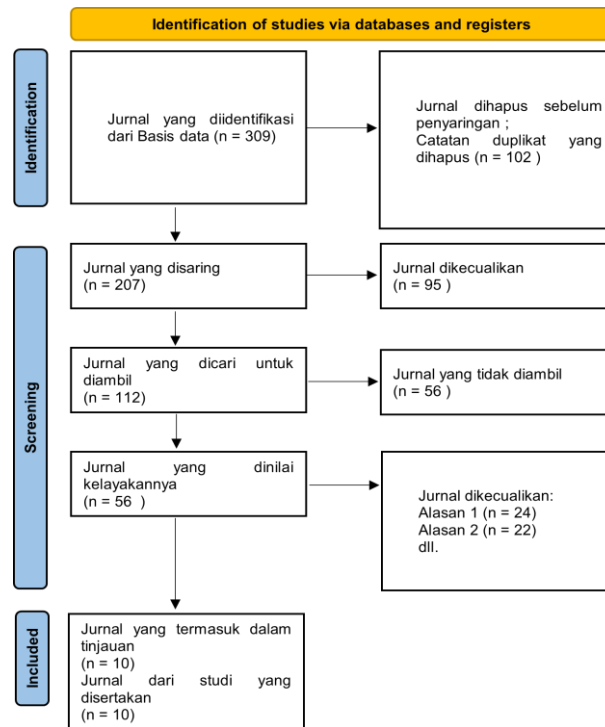 Identification of studies via databases and registers
Identification
Jurnal yang diidentifikasi
dari Basis data (n = 309)
Jurnal dihapus sebelum
penyaringan ;
Catatan duplikat yang
dihapus (n = 102 )
Screening
Jurnal yang disaring
(n = 207)
Jurnal dikecualikan
(n = 95 )
Jurnal yang dicari untuk
diambil
(n = 112)
Jurnal yang tidak diambil
(n = 56 )
Jurnal yang dinilai
kelayakannya
(n = 56 )
Jurnal dikecualikan:
Alasan 1 (n = 24)
Alasan 2 (n = 22)
dll.
Included
Jurnal yang termasuk dalam
tinjauan
(n = 10)
Jurnal dari studi yang
disertakan
(n = 10)